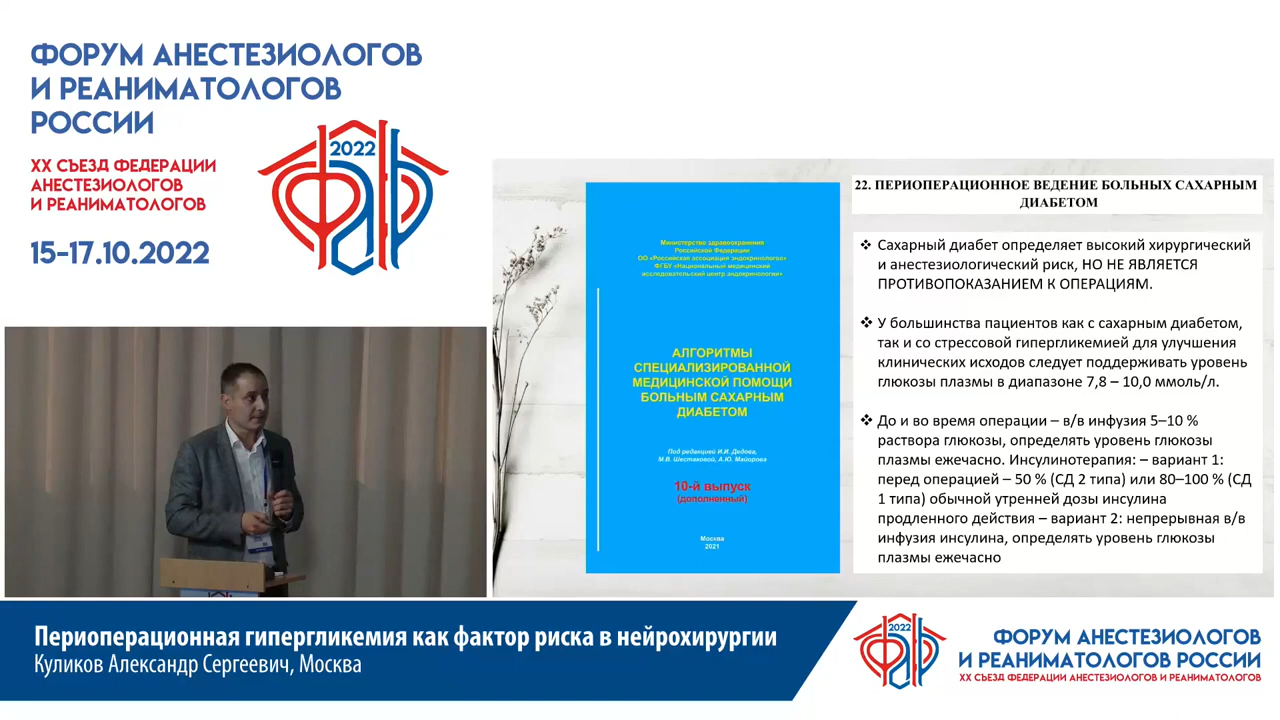 ФОРУМ АНЕСТЕЗИОЛОГОВ
И РЕАНИМАТОЛОГОВ
РОССИИ
XX СЪЕЗД ФЕДЕРАЦИИ
АНЕСТЕЗИОЛОГОВ
И РЕАНИМАТОЛОГОВ
15-17.10.2022
2022
ФАР
Министерство здравоохранения
Российской Федерации
ОО «Российская ассоциация эндокринологов»
ФГБУ «Национальный медицинский
исследовательский центр эндокринологии»
АЛГОРИТМЫ
СПЕЦИАЛИЗИРОВАННОЙ
МЕДИЦИНСКОЙ ПОМОЩИ
БОЛЬНЫМ САХАРНЫМ
ДИАБЕТОМ
Под редакцией И.И. Дедова,
М.В. Шестаковой, А.Ю. Майорова
10-й выпуск
(дополненный)
Москва
2021
22. ПЕРИОПЕРАЦИОННОЕ ВЕДЕНИЕ БОЛЬНЫХ САХАРНЫМ
ДИАБЕТОМ
❖ Сахарный диабет определяет высокий хирургический
и анестезиологический риск, НО НЕ ЯВЛЯЕТСЯ
ПРОТИВОПОКАЗАНИЕМ К ОПЕРАЦИЯМ.
❖ У большинства пациентов как с сахарным диабетом,
так и со стрессовой гипергликемией для улучшения
клинических исходов следует поддерживать уровень
глюкозы плазмы в диапазоне 7,8 – 10,0 ммоль/л.
❖ До и во время операции – в/в инфузия 5–10 %
раствора глюкозы, определять уровень глюкозы
плазмы ежечасно. Инсулинотерапия: – вариант 1:
перед операцией – 50 % (СД 2 типа) или 80–100 % (СД
1 типа) обычной утренней дозы инсулина
продленного действия – вариант 2: непрерывная в/в
инфузия инсулина, определять уровень глюкозы
плазмы ежечасно
Периоперационная гипергликемия как фактор риска в нейрохирургии
Куликов Александр Сергеевич, Москва
2022
ФАР
ФОРУМ АНЕСТЕЗИОЛОГОВ
И РЕАНИМАТОЛОГОВ РОССИИ
XX СЪЕЗД ФЕДЕРАЦИИ АНЕСТЕЗИОЛОГОВ И РЕАНИМАТОЛОГОВ